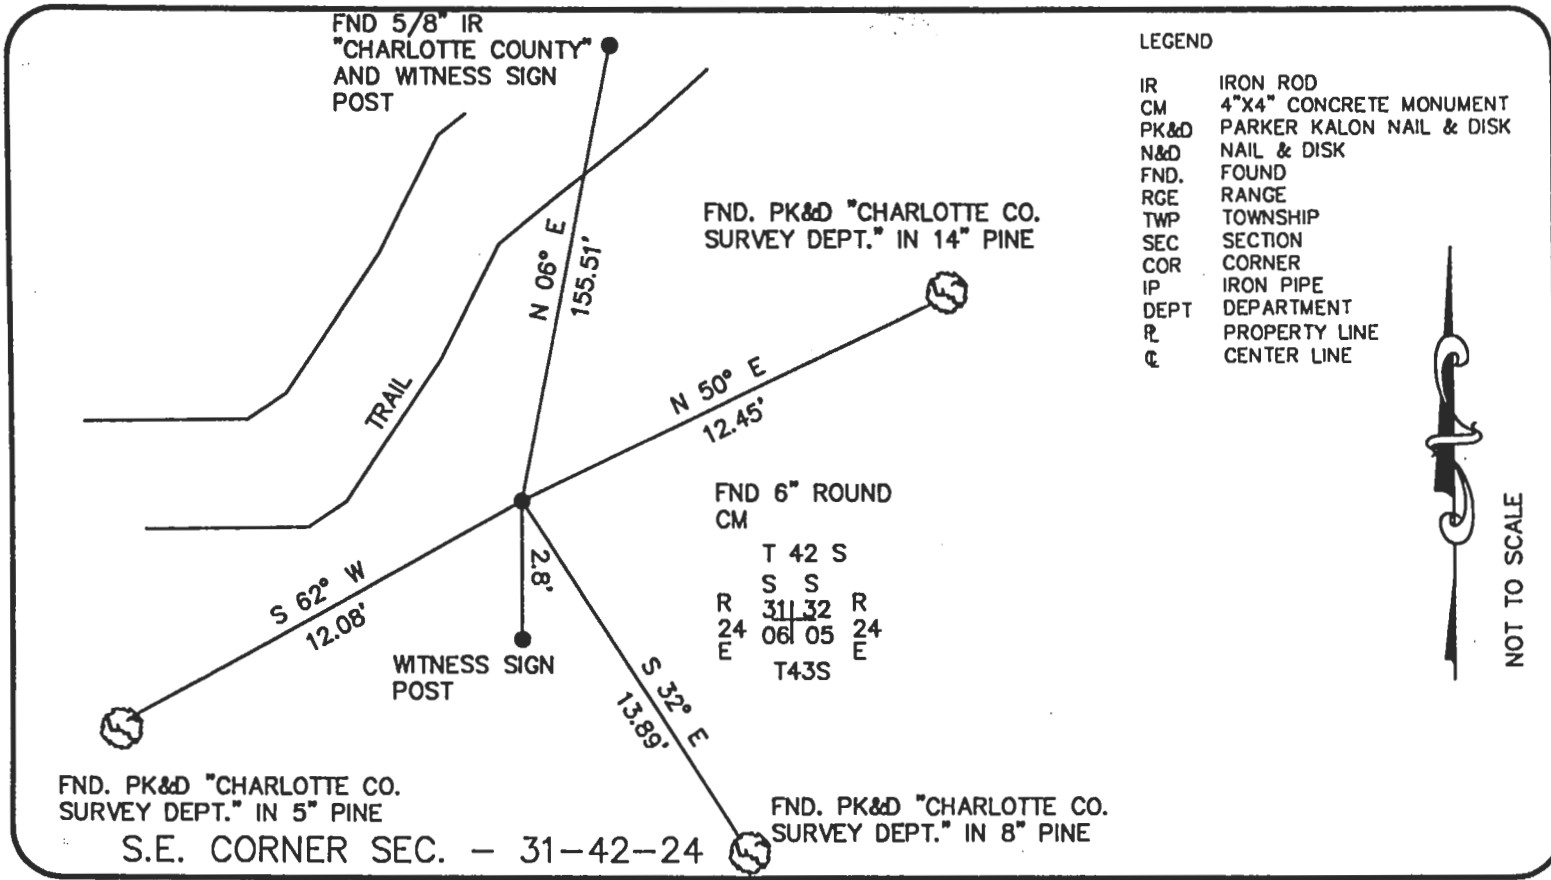 FND 5/8" IR
"CHARLOTTE COUNTY"
AND WITNESS SIGN
POST
LEGEND
IR IRON ROD
CM 4"X4" CONCRETE MONUMENT
PK&D PARKER KALON NAIL & DISK
N&D NAIL & DISK
FND. FOUND
RGE RANGE
TWP TOWNSHIP
SEC SECTION
COR CORNER
IP IRON PIPE
DEPT DEPARTMENT
PL PROPERTY LINE
CL CENTER LINE
FND. PK&D "CHARLOTTE CO.
SURVEY DEPT." IN 14" PINE
N 06° E
155.51'
TRAIL
N 50° E
12.45'
FND 6" ROUND
CM
T 42 S
S S
R 31 32 R
24 06 05 24
E E
T43S
S 62° W
12.08'
2.8'
WITNESS SIGN
POST
S 32° E
13.89'
NOT TO SCALE
FND. PK&D "CHARLOTTE CO.
SURVEY DEPT." IN 5" PINE
FND. PK&D "CHARLOTTE CO.
SURVEY DEPT." IN 8" PINE
S.E. CORNER SEC. - 31-42-24